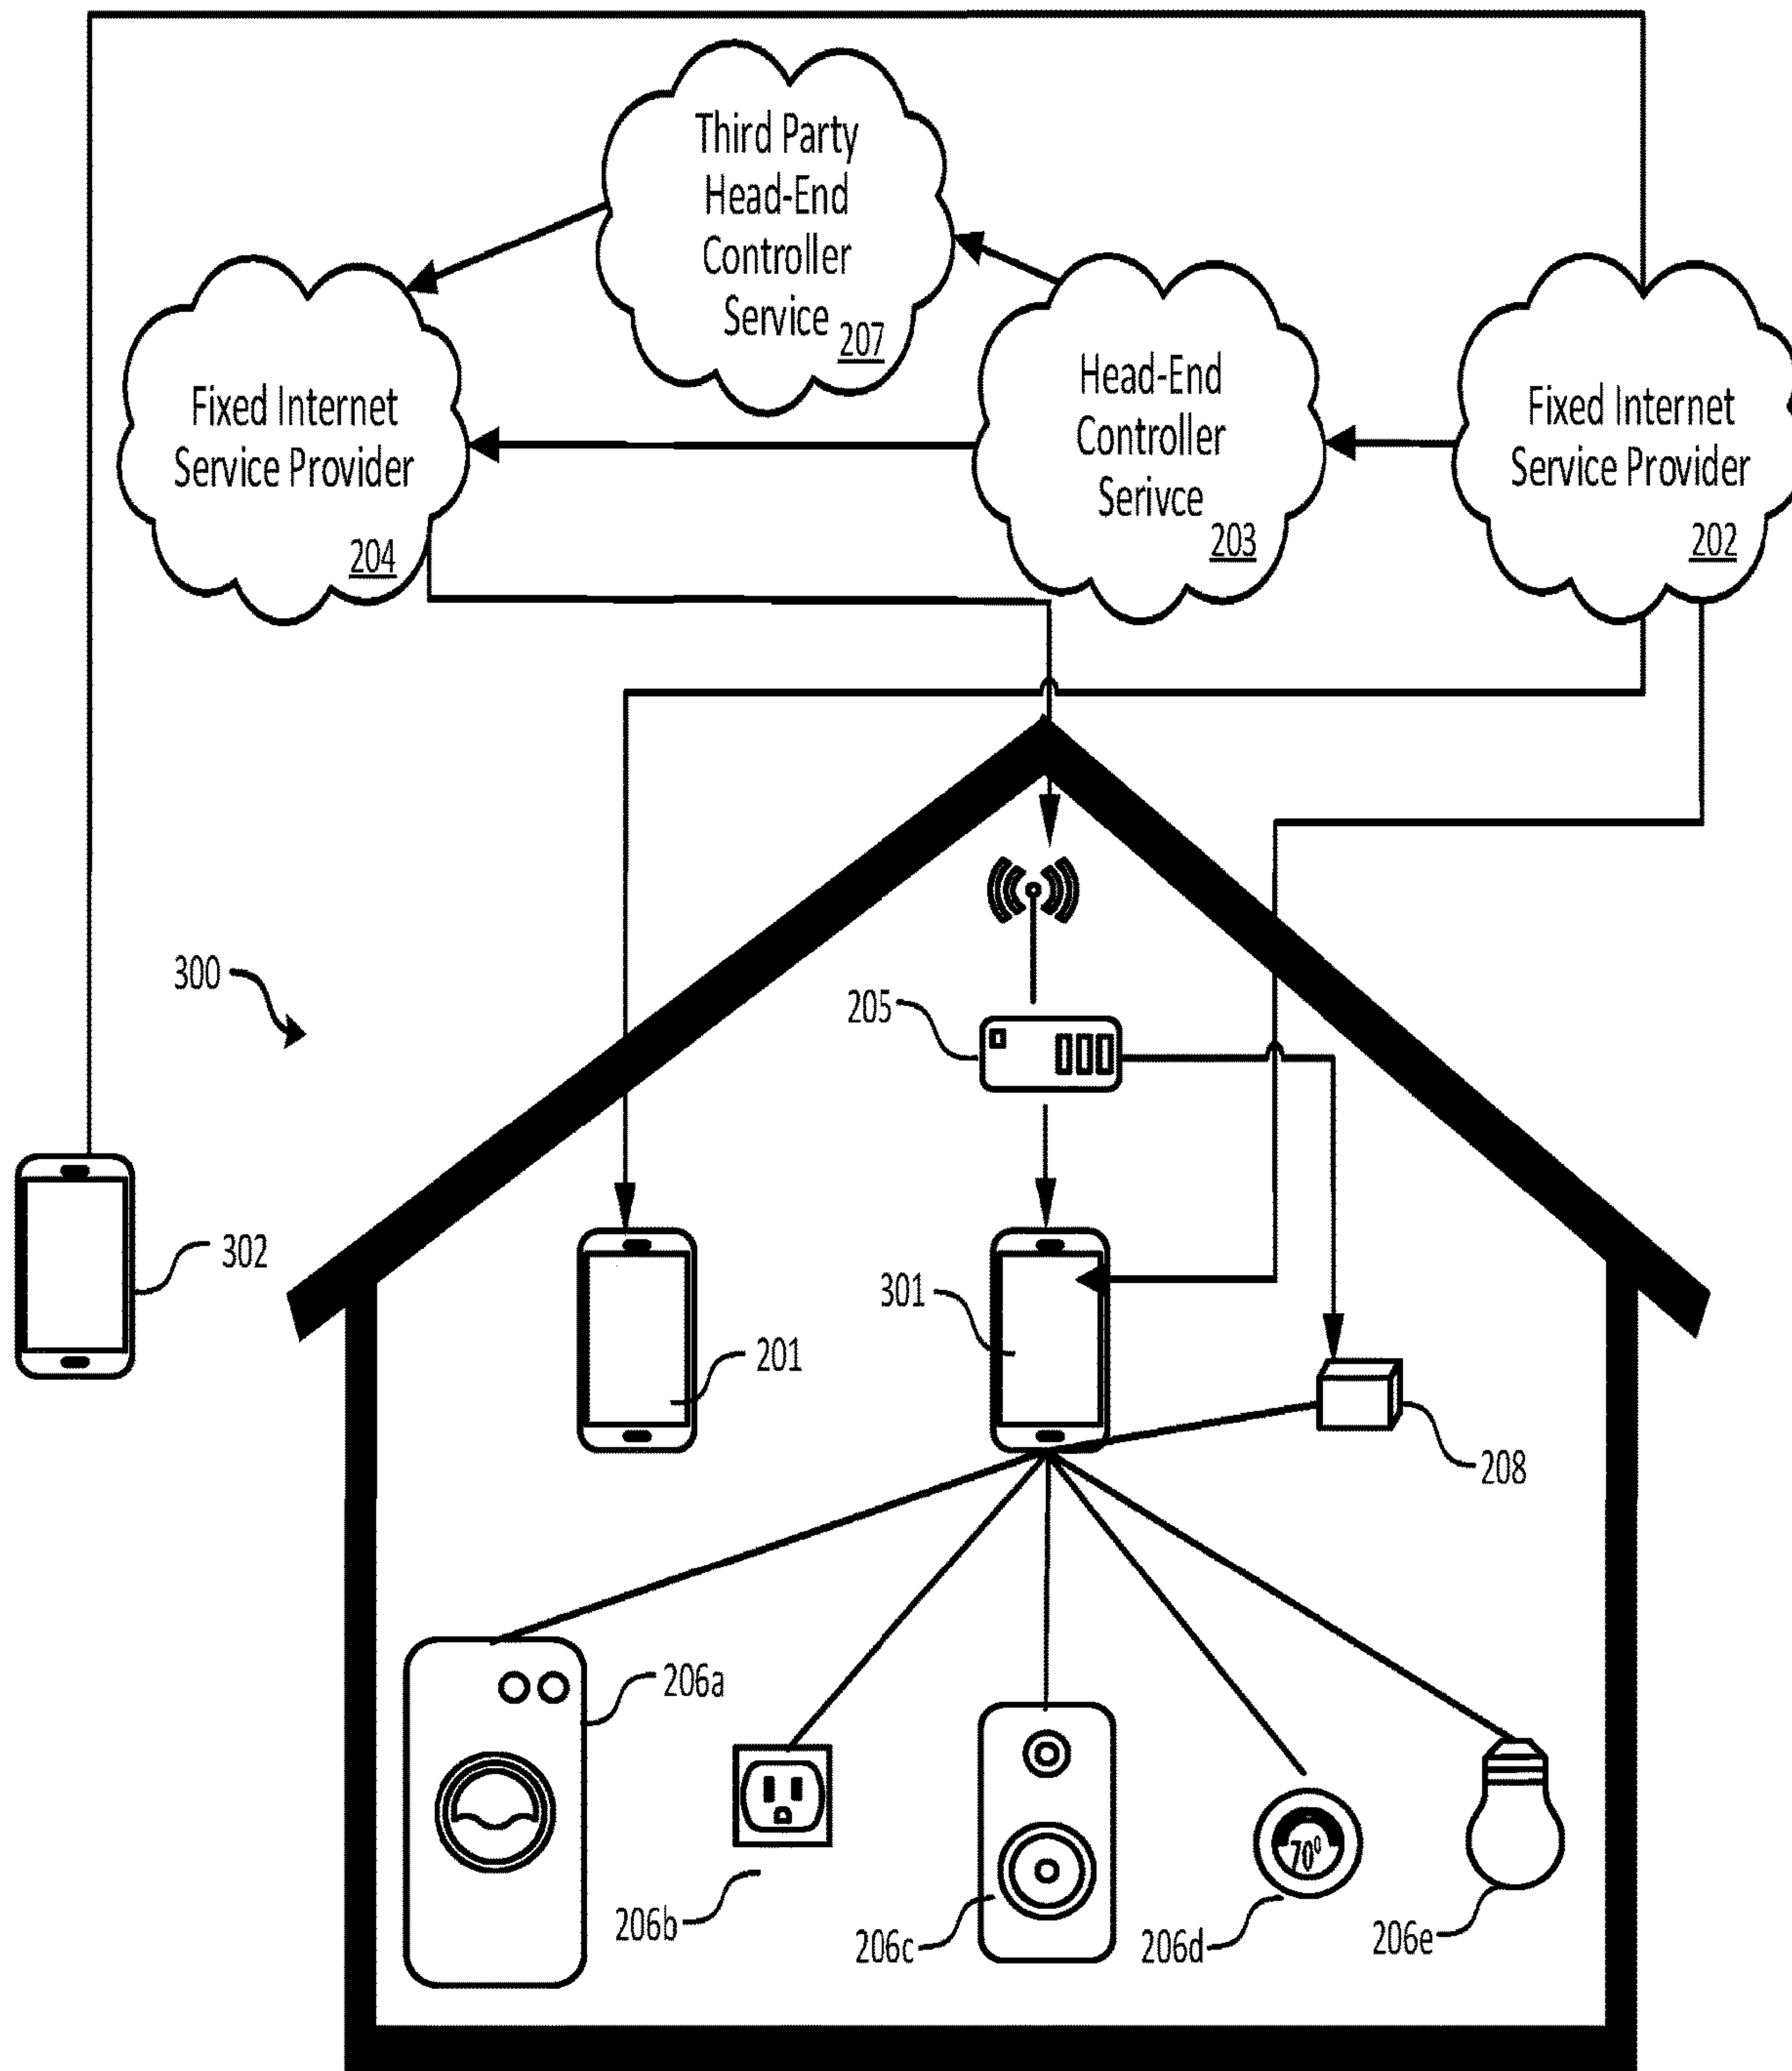 Third Party
Head-End
Controller
Service
207
Fixed Internet
Service Provider
204
Head-End
Controller
Serivce
203
Fixed Internet
Service Provider
202
300
205
302
301
201
208
206a
206b
206c
70⁰
206d
206e